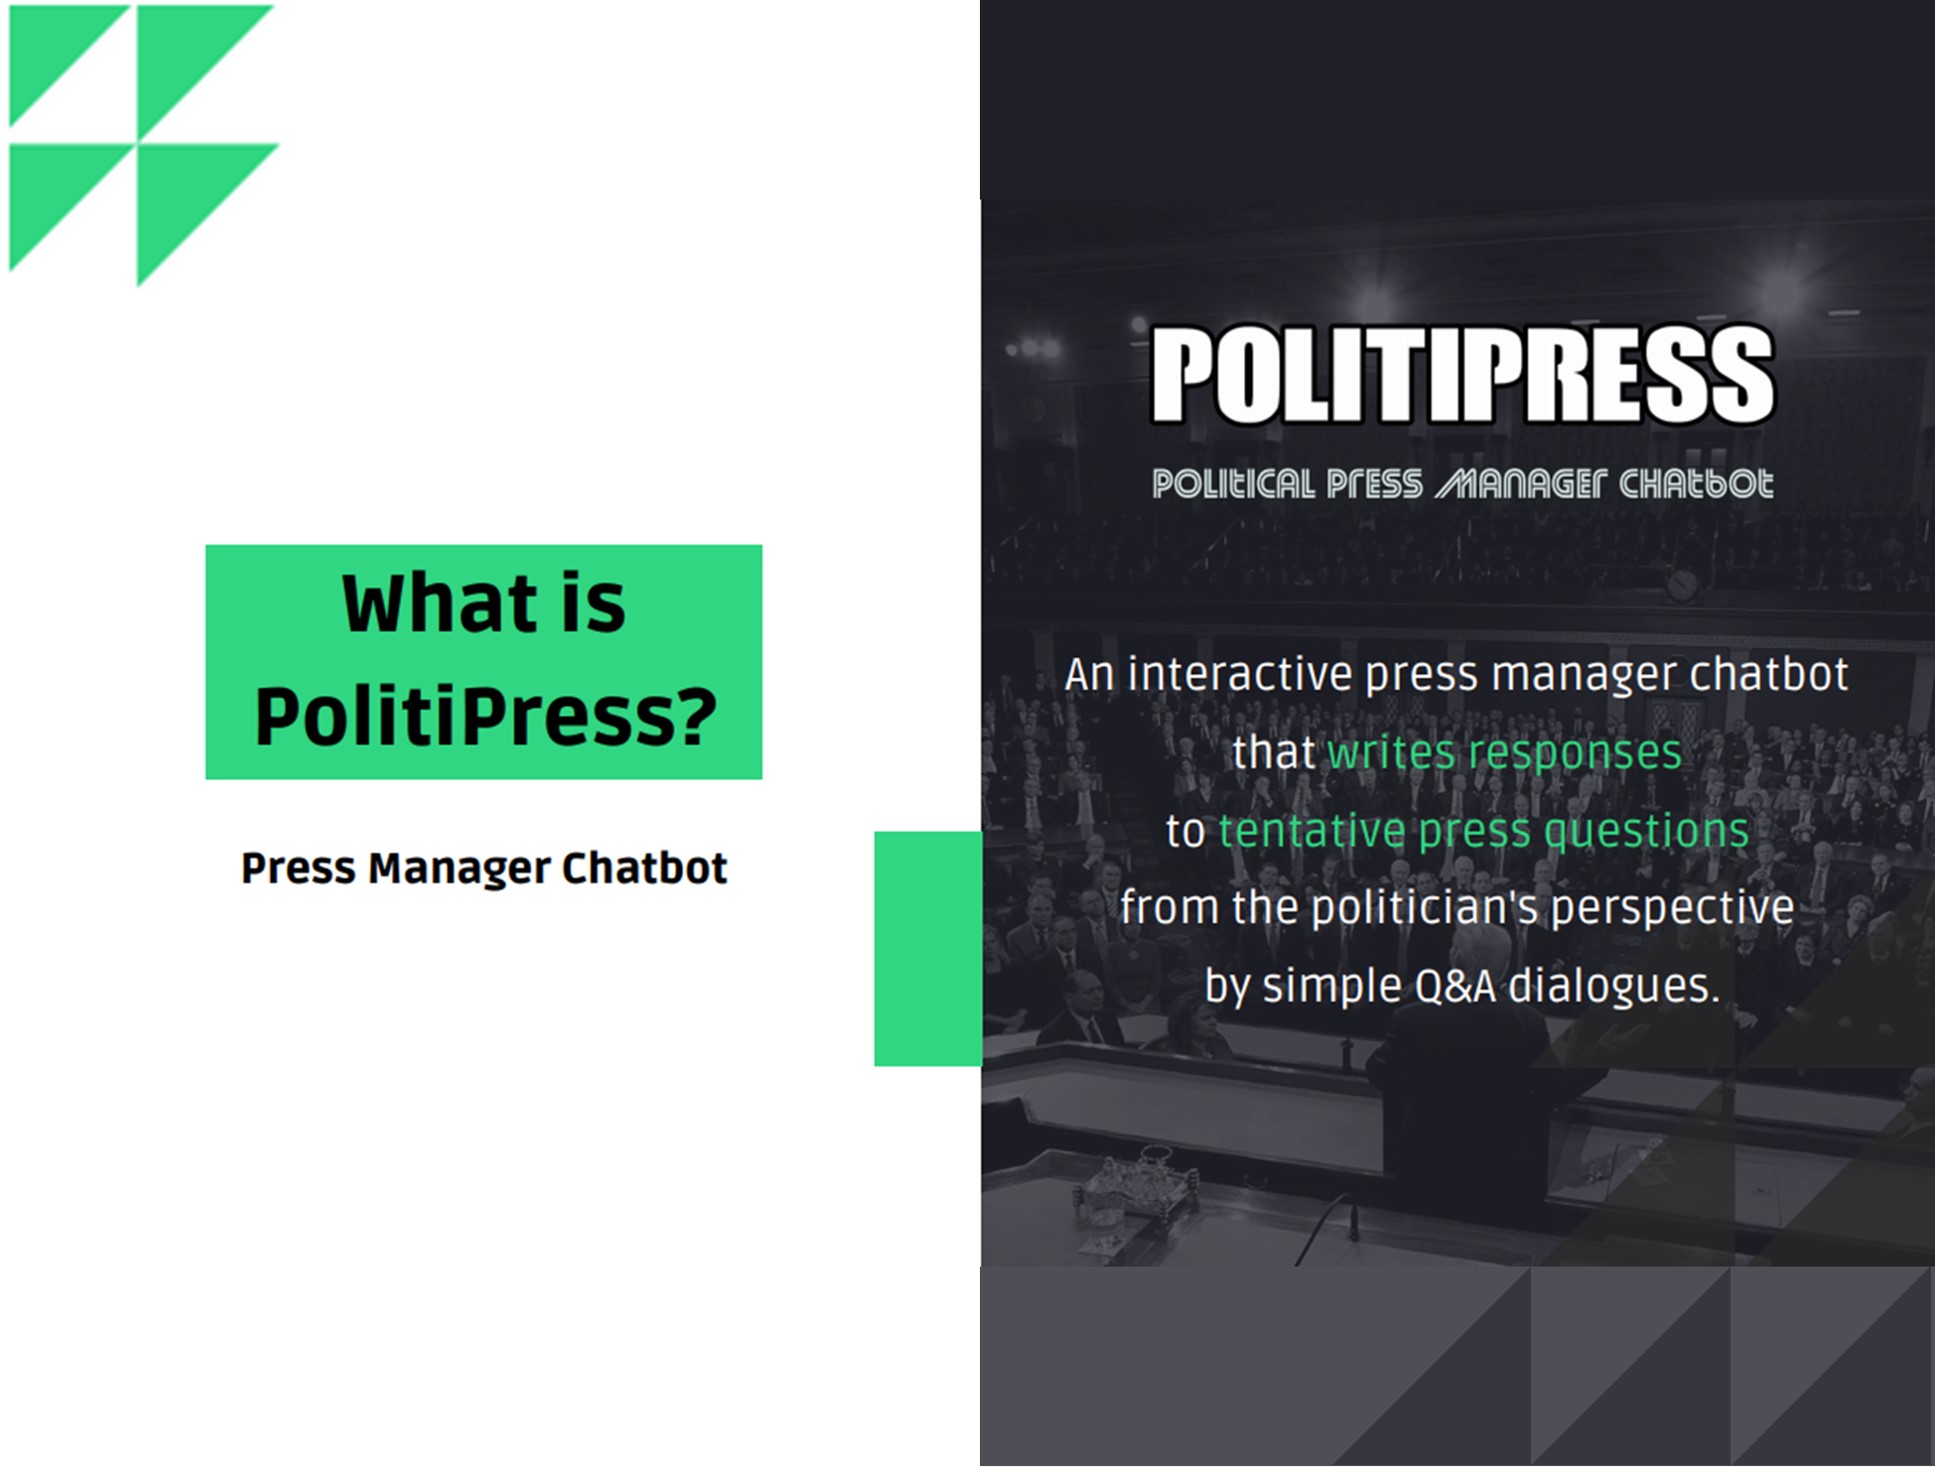 What is
PolitiPress?
Press Manager Chatbot
POLITIPRESS
POLITICAL PRESS MANAGER CHATBOT
An interactive press manager chatbot
that writes responses
to tentative press questions
from the politician's perspective
by simple Q&A dialogues.